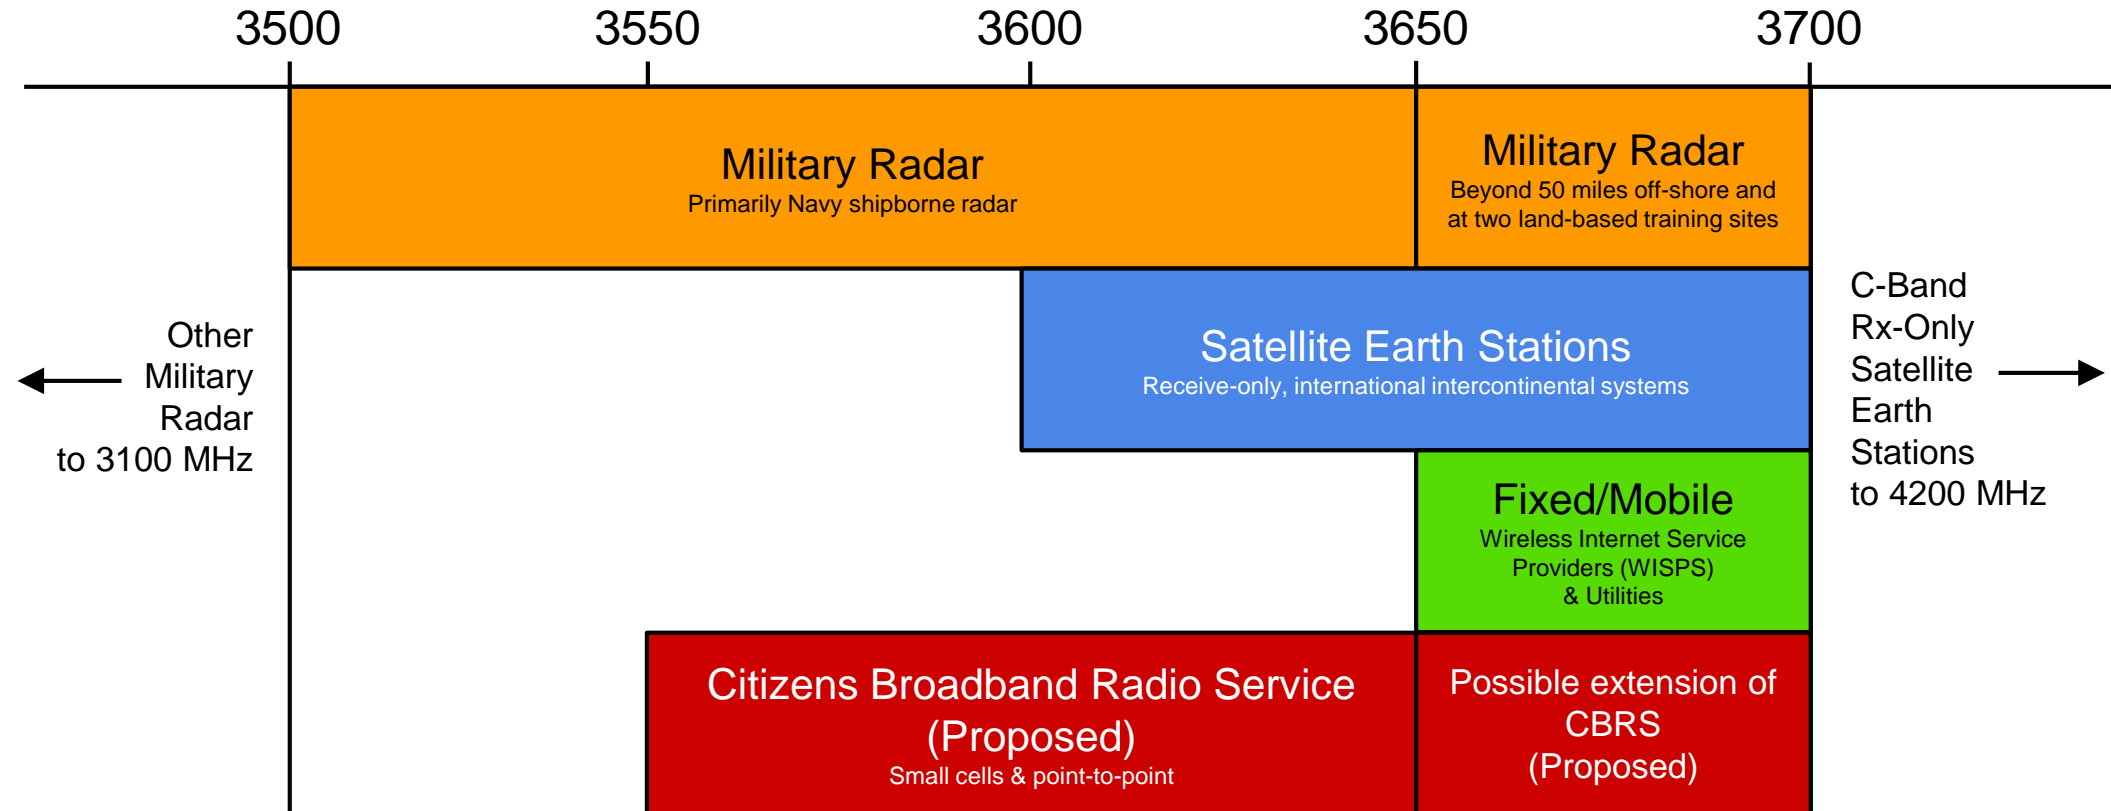 3500 3550 3600 3650 3700
Military Radar
Primarily Navy shipborne radar
Military Radar
Beyond 50 miles off-shore and
at two land-based training sites
Other
Military
Radar
to 3100 MHz
Satellite Earth Stations
Receive-only, international intercontinental systems
C-Band
Rx-Only
Satellite
Earth
Stations
to 4200 MHz
Fixed/Mobile
Wireless Internet Service
Providers (WISPS)
& Utilities
Citizens Broadband Radio Service
(Proposed)
Small cells & point-to-point
Possible extension of
CBRS
(Proposed)